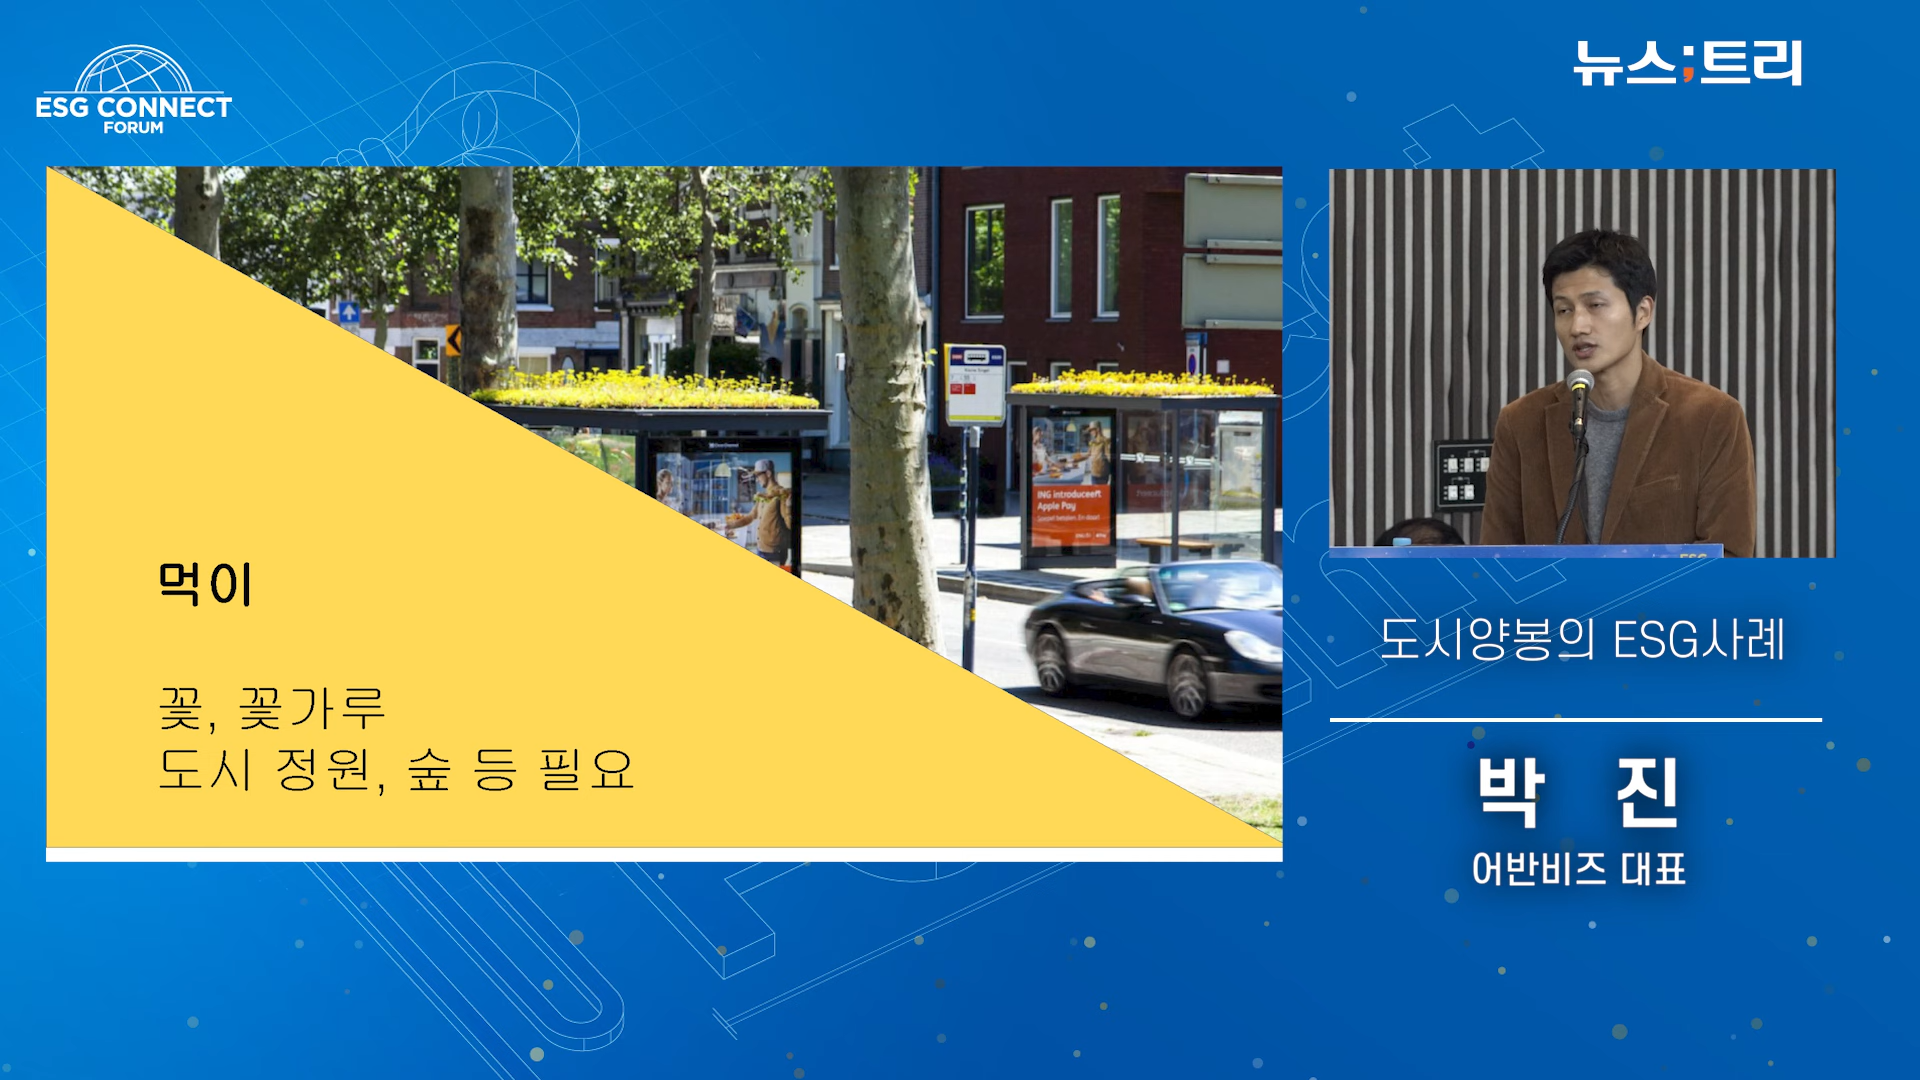 ESG CONNECT
FORUM
뉴스;트리
ING introduceert
Apple Pay
먹이
꽃, 꽃가루
도시 정원, 숲 등 필요
도시양봉의 ESG사례
박 진
어반비즈 대표